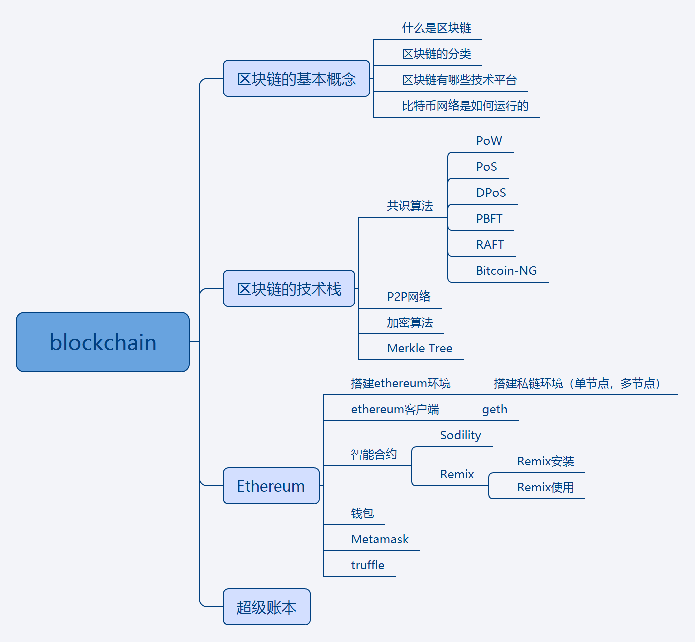 blockchain
区块链的基本概念
什么是区块链
区块链的分类
区块链有哪些技术平台
比特币网络是如何运行的
区块链的技术栈
共识算法
PoW
PoS
DPoS
PBFT
RAFT
Bitcoin-NG
P2P网络
加密算法
Merkle Tree
Ethereum
搭建ethereum环境
搭建私链环境（单节点，多节点）
ethereum客户端
geth
智能合约
Sodility
Remix
Remix安装
Remix使用
钱包
Metamask
truffle
超级账本